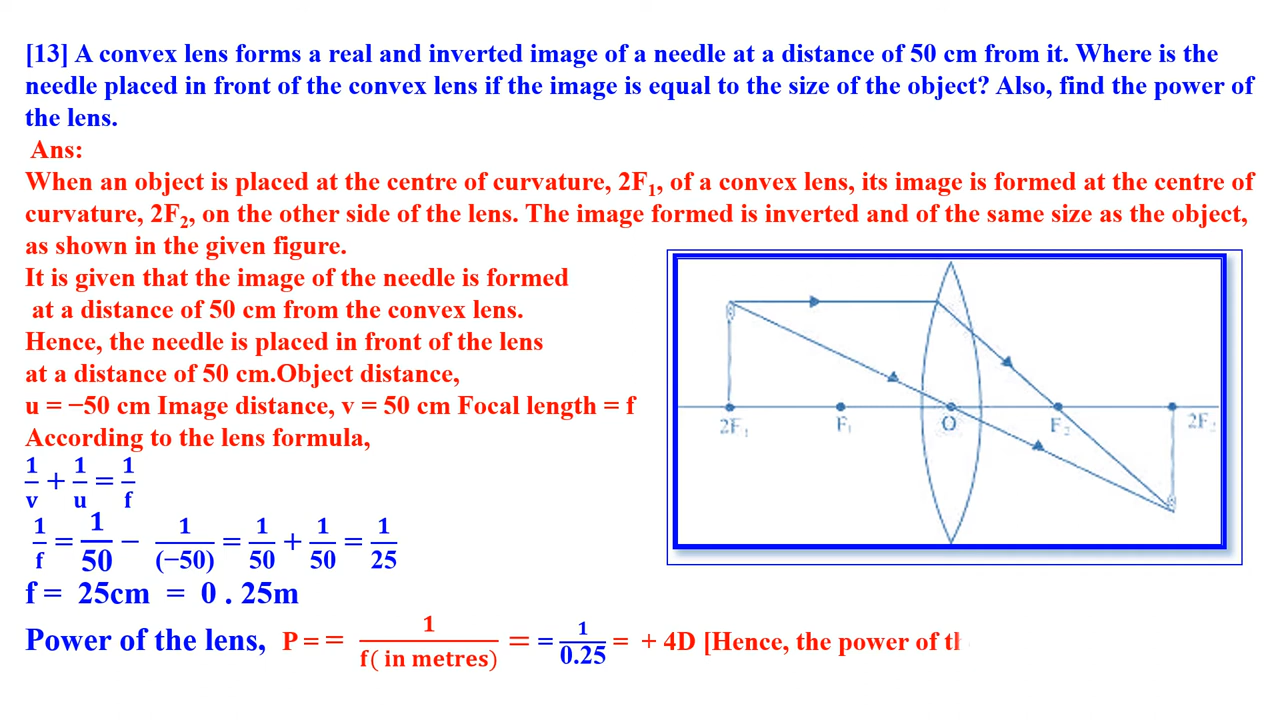 [13] A convex lens forms a real and inverted image of a needle at a distance of 50 cm from it. Where is the
needle placed in front of the convex lens if the image is equal to the size of the object? Also, find the power of
the lens.
Ans:
When an object is placed at the centre of curvature, 2F₁, of a convex lens, its image is formed at the centre of
curvature, 2F₂, on the other side of the lens. The image formed is inverted and of the same size as the object,
as shown in the given figure.
It is given that the image of the needle is formed
at a distance of 50 cm from the convex lens.
Hence, the needle is placed in front of the lens
at a distance of 50 cm.Object distance,
u = −50 cm Image distance, v = 50 cm Focal length = f
According to the lens formula,
1/v + 1/u = 1/f
1/f = 1/50 − 1/(−50) = 1/50 + 1/50 = 1/25
f = 25cm = 0 . 25m
Power of the lens, P = = 1/f( in metres) = = 1/0.25 = + 4D [Hence, the power of
2F₁ F₁ O F₂ 2F